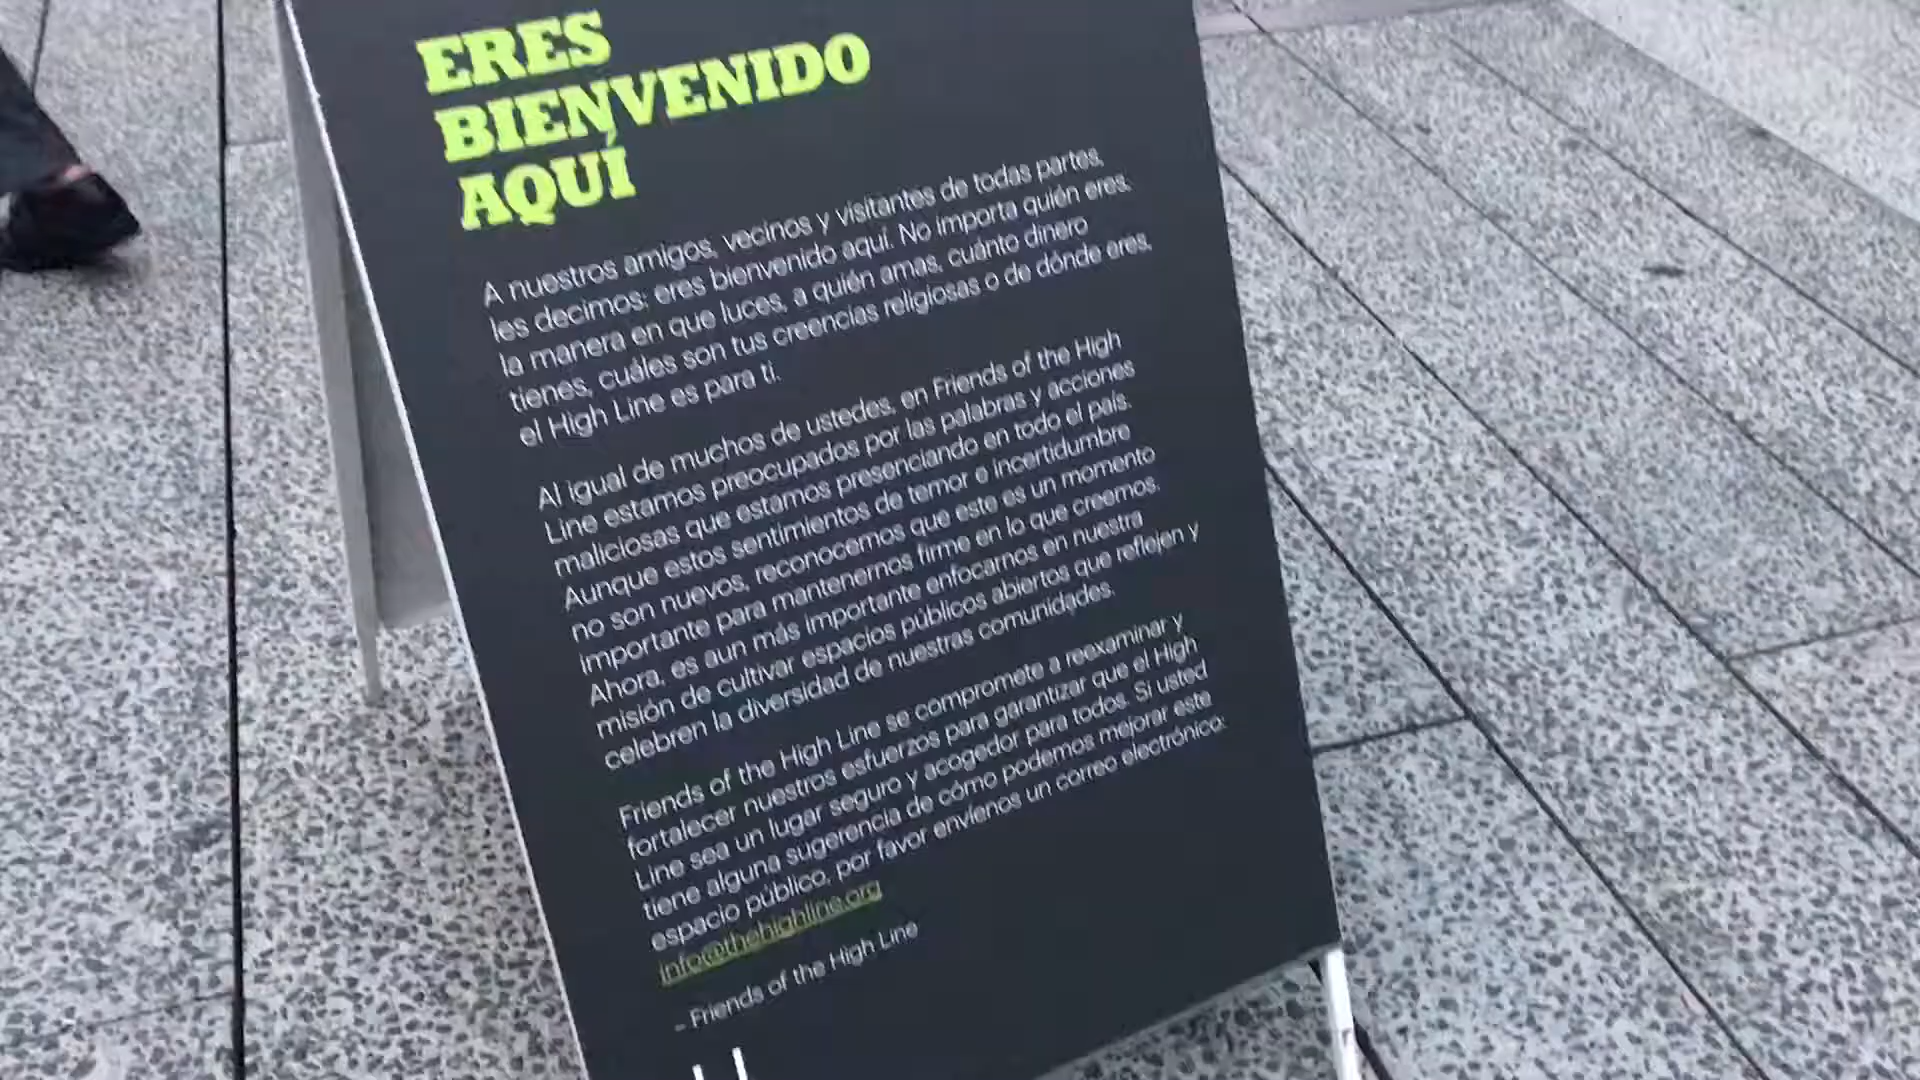 ERES
BIENVENIDO
AQUÍ
A nuestros amigos, vecinos y visitantes de todas partes,
les decimos: eres bienvenido aquí. No importa quién eres,
la manera en que luces, a quién amas, cuánto dinero
tienes, cuáles son tus creencias religiosas o de dónde eres,
el High Line es para ti.
Al igual de muchos de ustedes, en Friends of the High
Line estamos preocupados por las palabras y acciones
maliciosas que estamos presenciando en todo el país.
Aunque estos sentimientos de temor e incertidumbre
no son nuevos, reconocemos que este es un momento
importante para mantenernos firme en lo que creemos.
Ahora, es aun más importante enfocarnos en nuestra
misión de cultivar espacios públicos abiertos que reflejen y
celebren la diversidad de nuestras comunidades.
Friends of the High Line se compromete a reexaminar y
fortalecer nuestros esfuerzos para garantizar que el High
Line sea un lugar seguro y acogedor para todos. Si usted
tiene alguna sugerencia de cómo podemos mejorar este
espacio público, por favor envíenos un correo electrónico:
info@thehighline.org
– Friends of the High Line